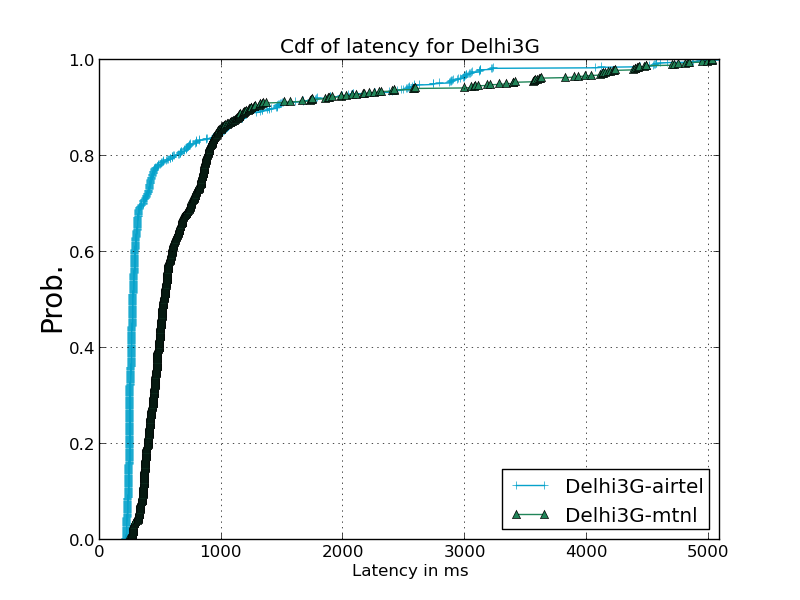 Cdf of latency for Delhi3G
1.0
0.8
0.6
0.4
0.2
0.0
Prob.
0 1000 2000 3000 4000 5000
Latency in ms
Delhi3G-airtel
Delhi3G-mtnl